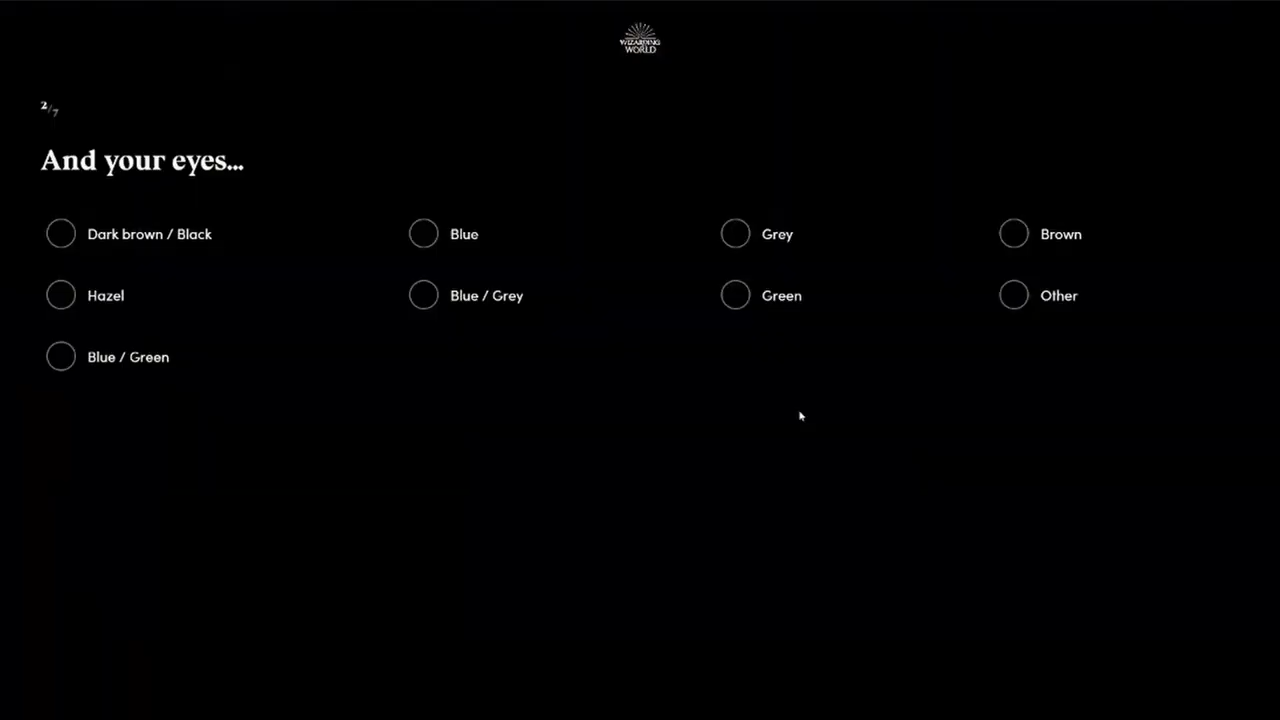 WIZARDING
WORLD
2/7
And your eyes...
Dark brown / Black
Blue
Grey
Brown
Hazel
Blue / Grey
Green
Other
Blue / Green